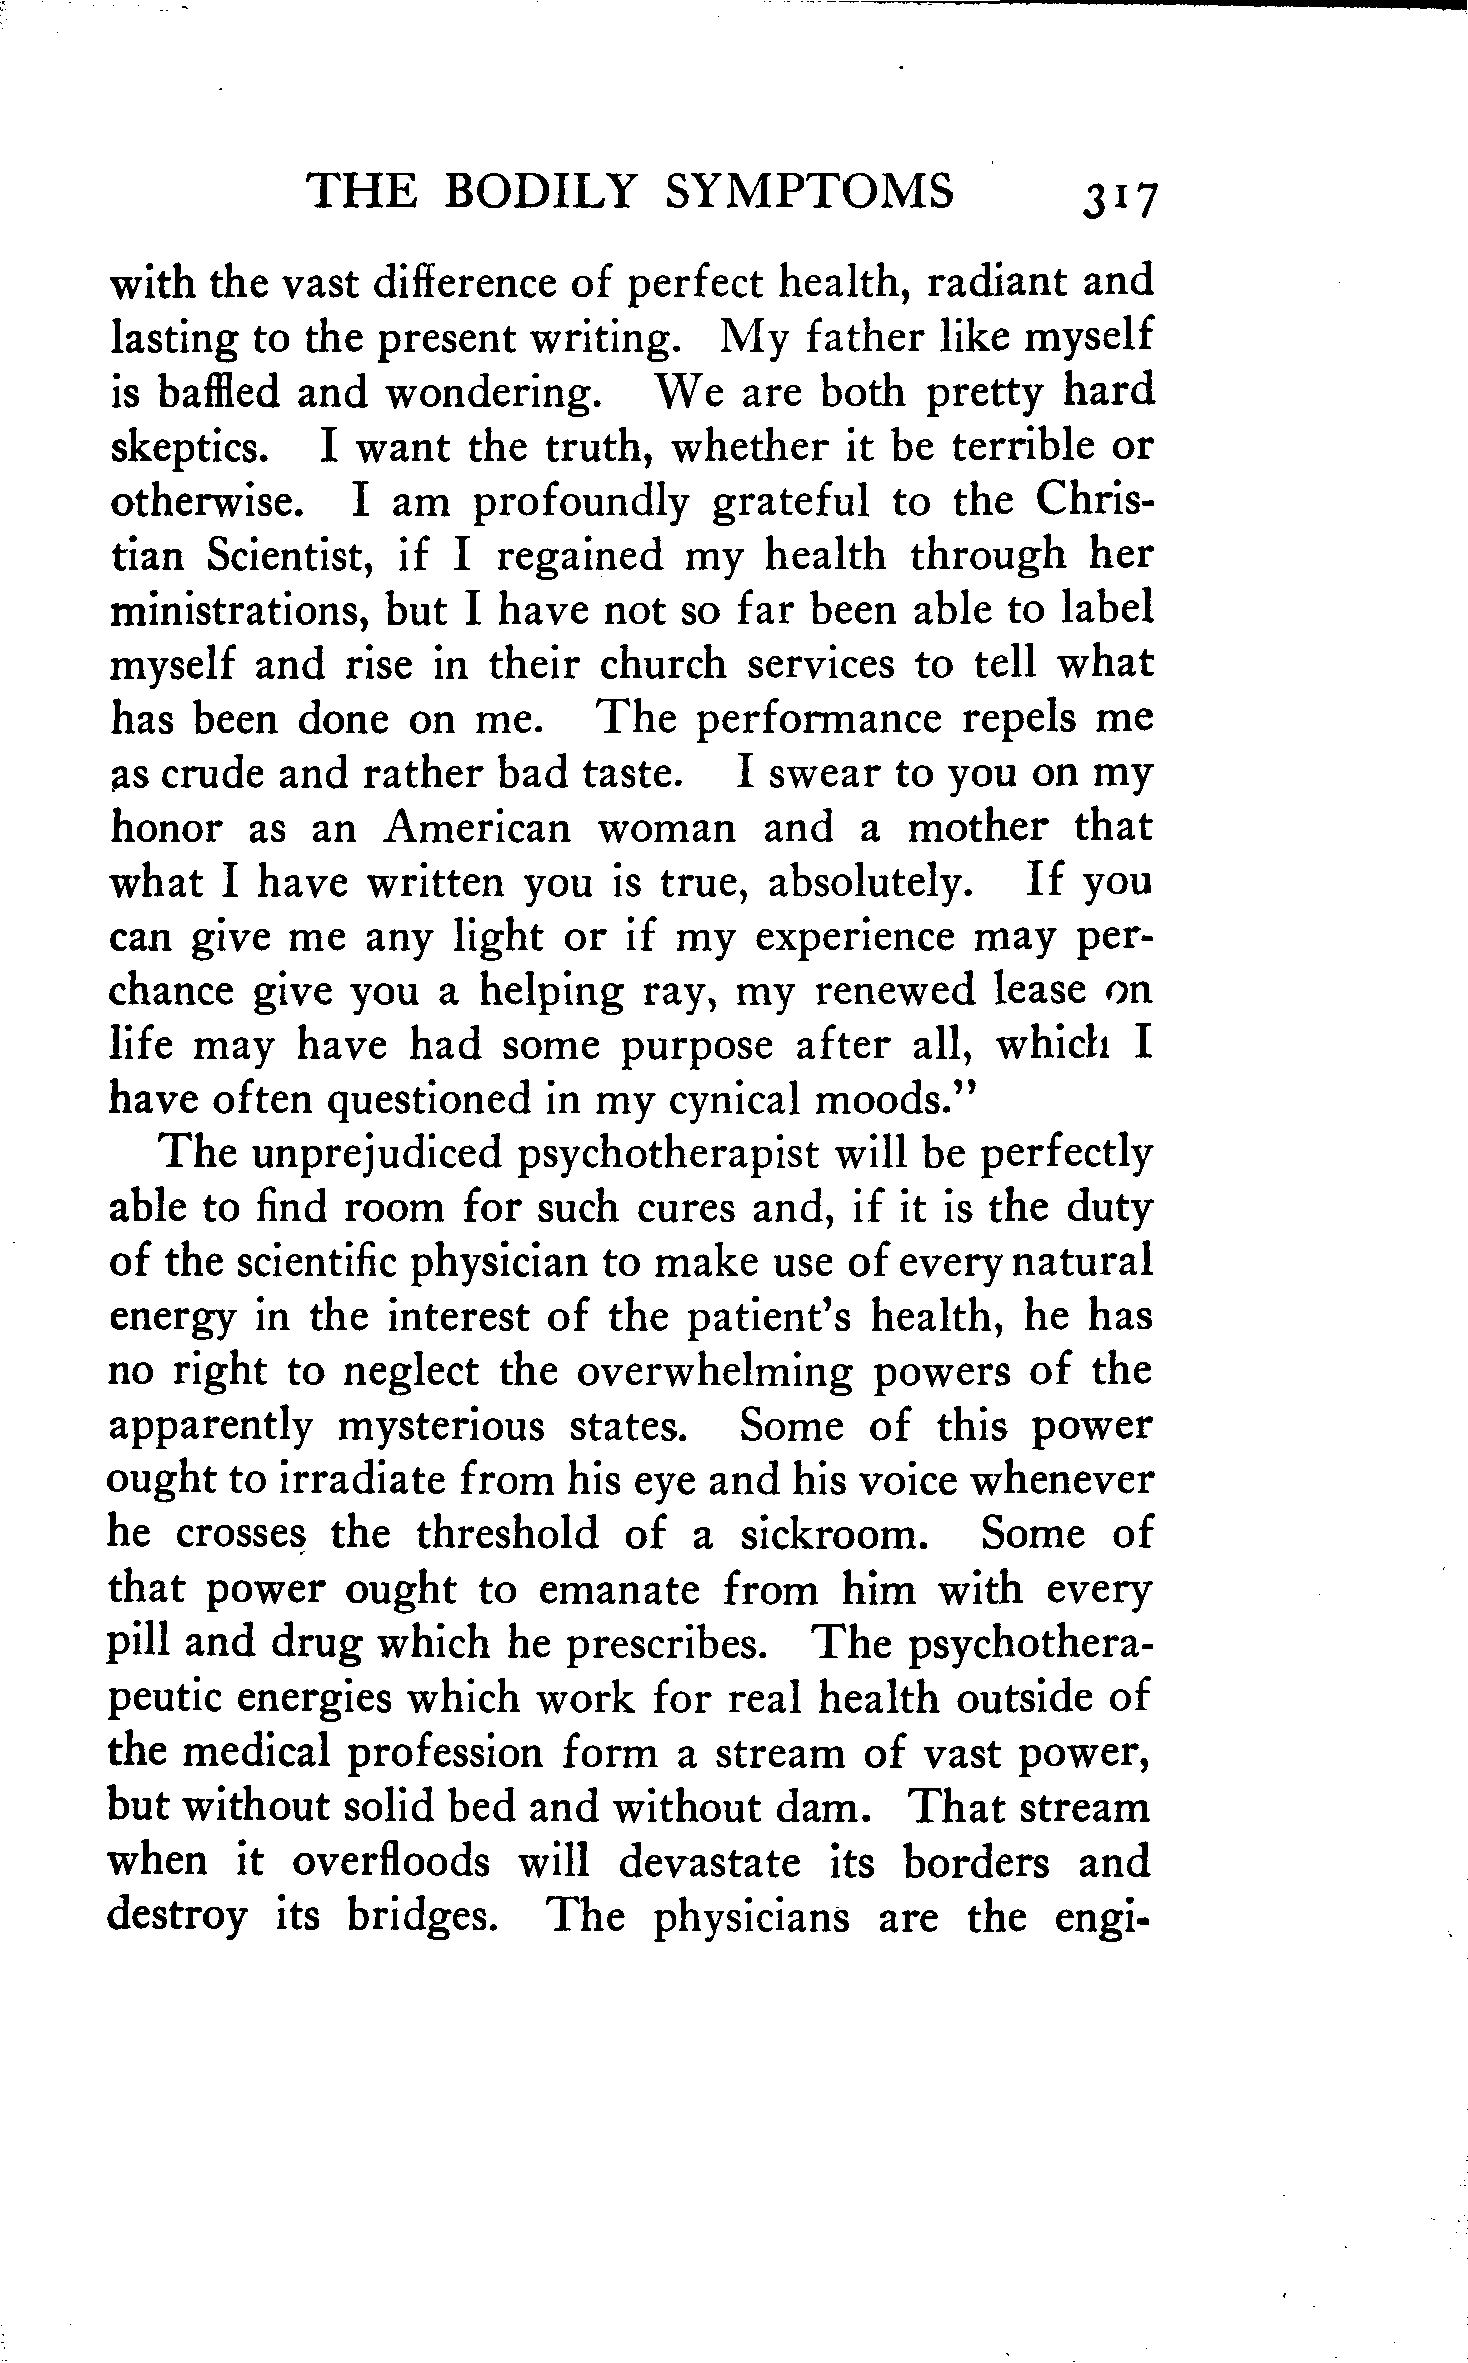 THE BODILY SYMPTOMS 317
with the vast difference of perfect health, radiant and
lasting to the present writing. My father like myself
is baffled and wondering. We are both pretty hard
skeptics. I want the truth, whether it be terrible or
otherwise. I am profoundly grateful to the Chris-
tian Scientist, if I regained my health through her
ministrations, but I have not so far been able to label
myself and rise in their church services to tell what
has been done on me. The performance repels me
as crude and rather bad taste. I swear to you on my
honor as an American woman and a mother that
what I have written you is true, absolutely. If you
can give me any light or if my experience may per-
chance give you a helping ray, my renewed lease on
life may have had some purpose after all, which I
have often questioned in my cynical moods."
The unprejudiced psychotherapist will be perfectly
able to find room for such cures and, if it is the duty
of the scientific physician to make use of every natural
energy in the interest of the patient's health, he has
no right to neglect the overwhelming powers of the
apparently mysterious states. Some of this power
ought to irradiate from his eye and his voice whenever
he crosses the threshold of a sickroom. Some of
that power ought to emanate from him with every
pill and drug which he prescribes. The psychothera-
peutic energies which work for real health outside of
the medical profession form a stream of vast power,
but without solid bed and without dam. That stream
when it overfloods will devastate its borders and
destroy its bridges. The physicians are the engi-